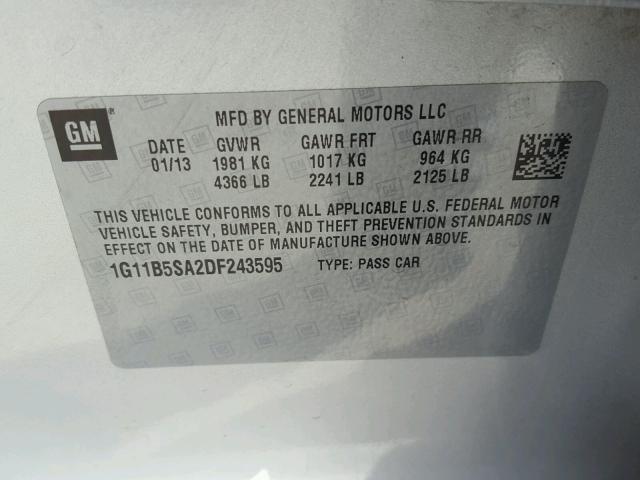 GM
MFD BY GENERAL MOTORS LLC
DATE GVWR GAWR FRT GAWR RR
01/13 1981 KG 1017 KG 964 KG
4366 LB 2241 LB 2125 LB
THIS VEHICLE CONFORMS TO ALL APPLICABLE U.S. FEDERAL MOTOR
VEHICLE SAFETY, BUMPER, AND THEFT PREVENTION STANDARDS IN
EFFECT ON THE DATE OF MANUFACTURE SHOWN ABOVE.
1G11B5SA2DF243595 TYPE: PASS CAR